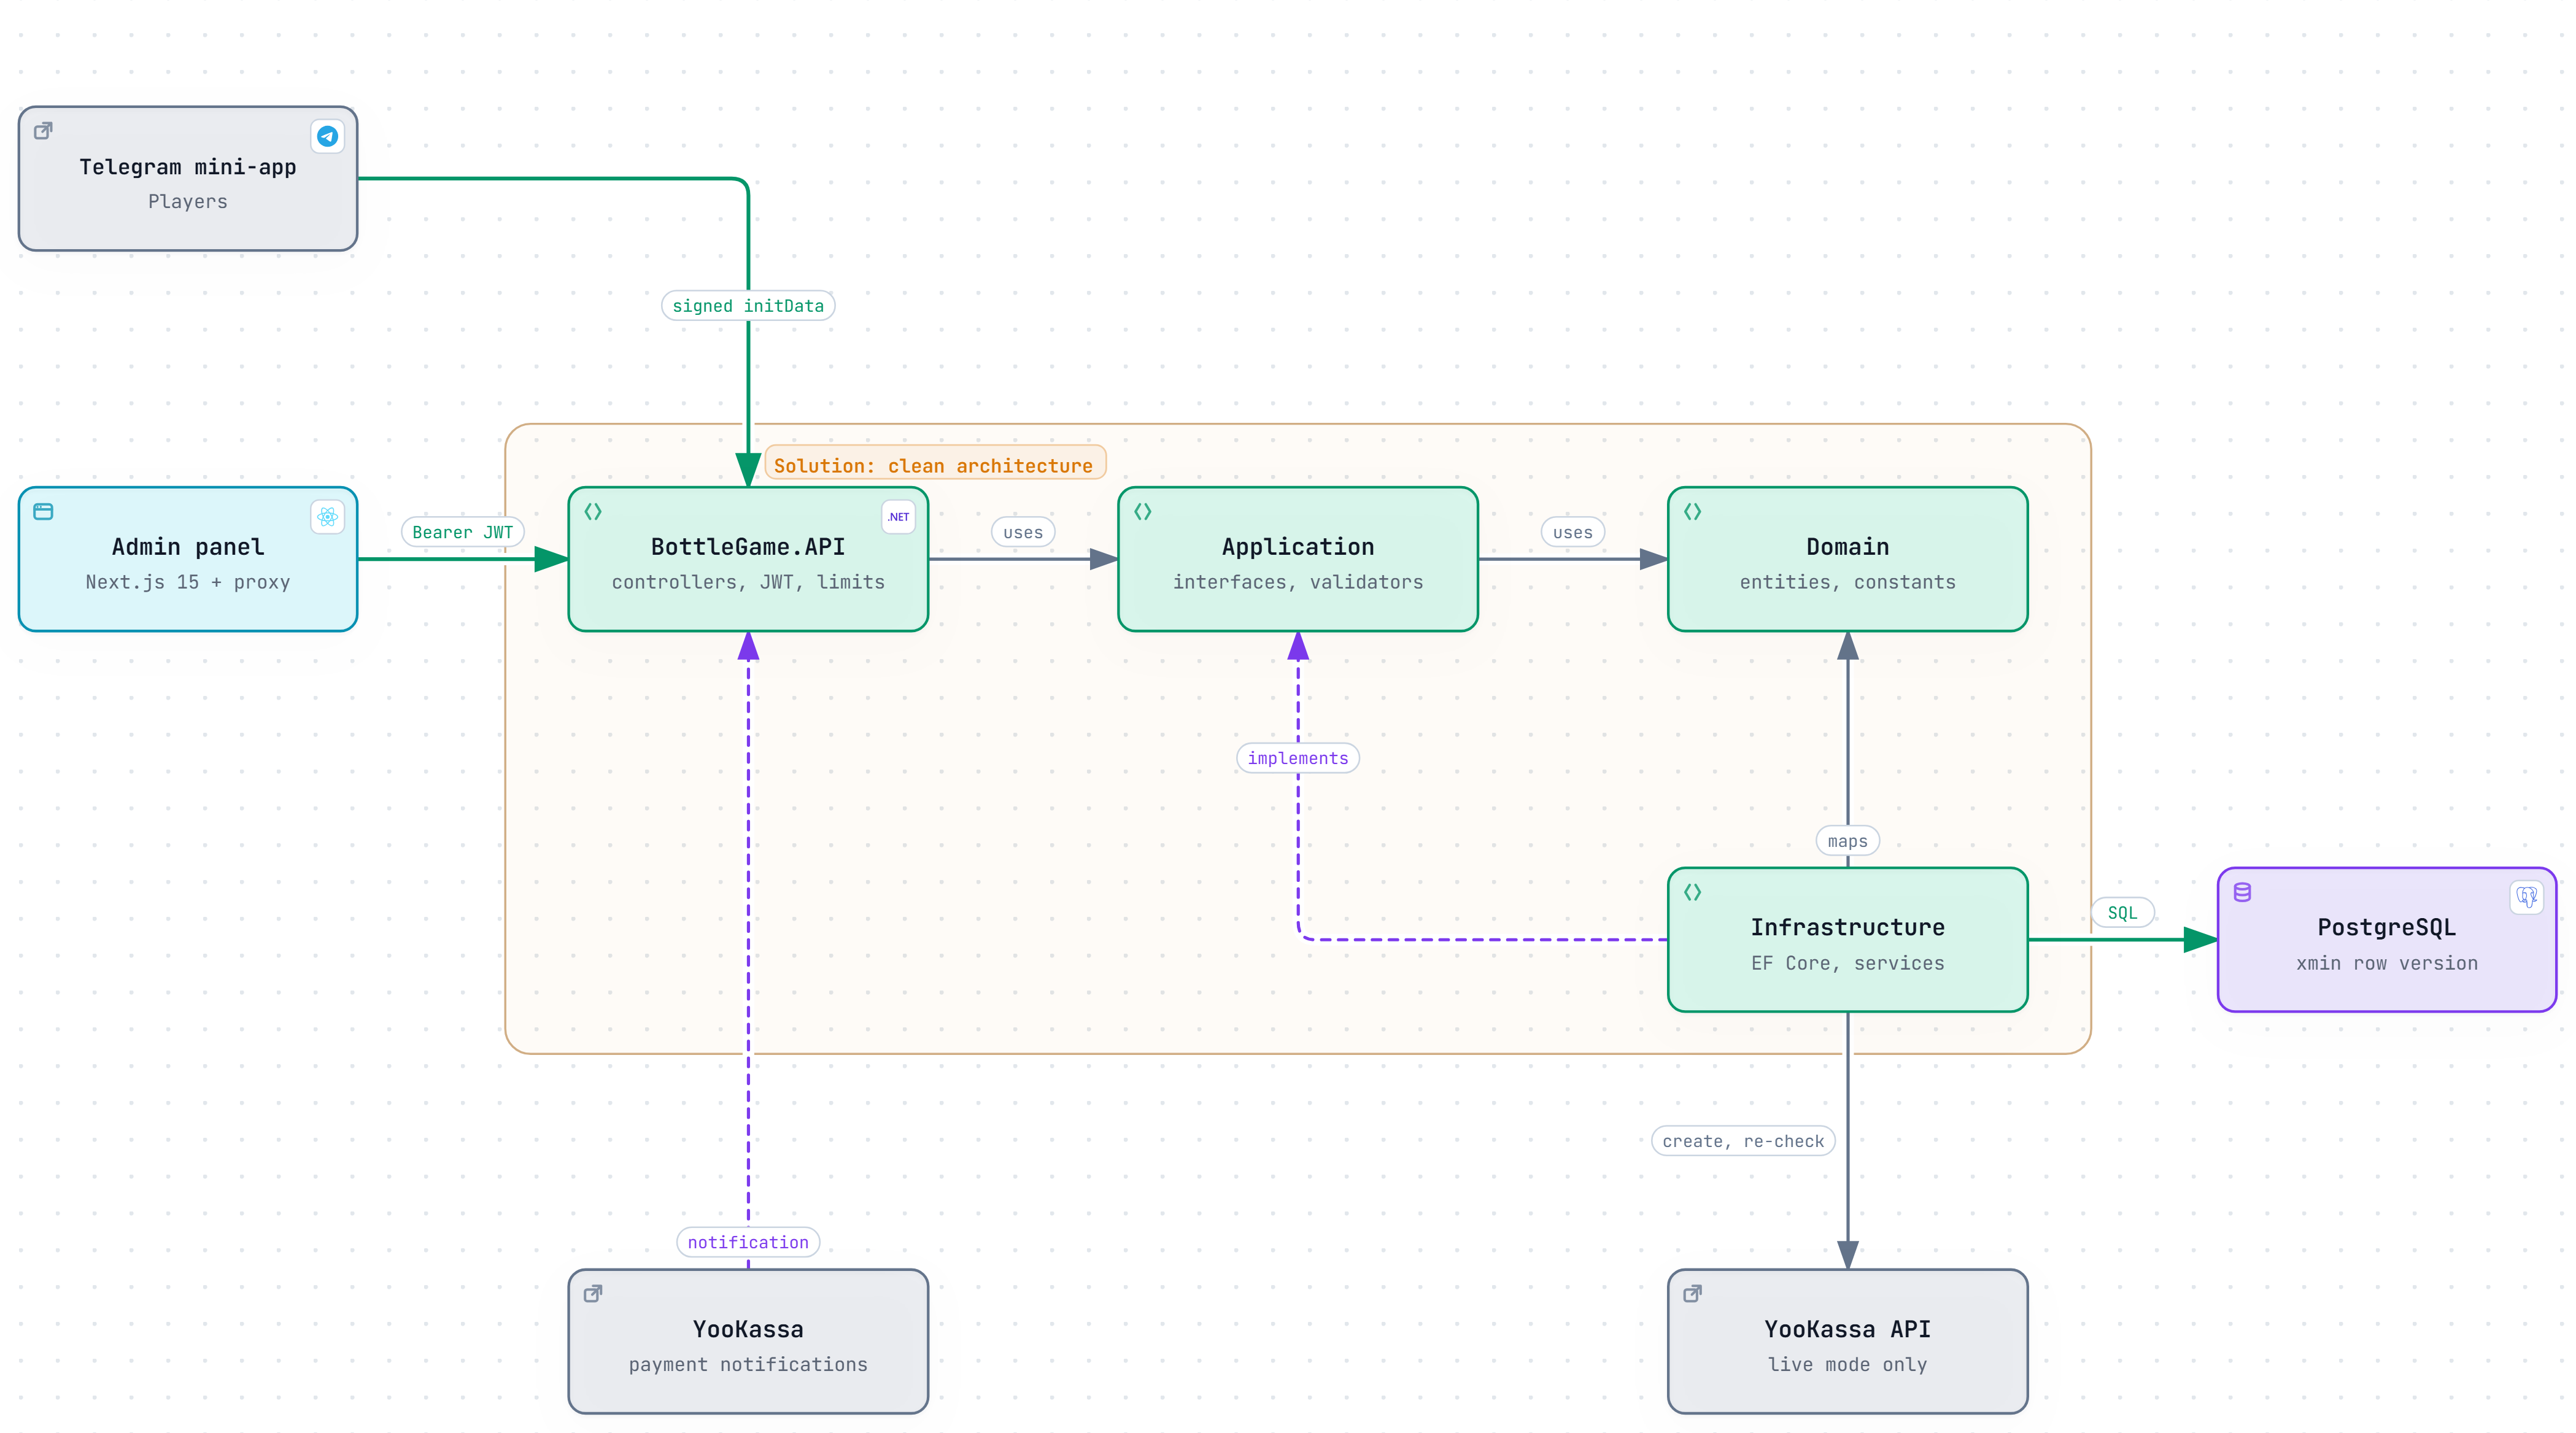 Telegram mini-app
Players
signed initData
Solution: clean architecture
Admin panel
Next.js 15 + proxy
Bearer JWT
.NET
BottleGame.API
controllers, JWT, limits
uses
Application
interfaces, validators
uses
Domain
entities, constants
implements
maps
Infrastructure
EF Core, services
SQL
PostgreSQL
xmin row version
create, re-check
notification
YooKassa
payment notifications
YooKassa API
live mode only